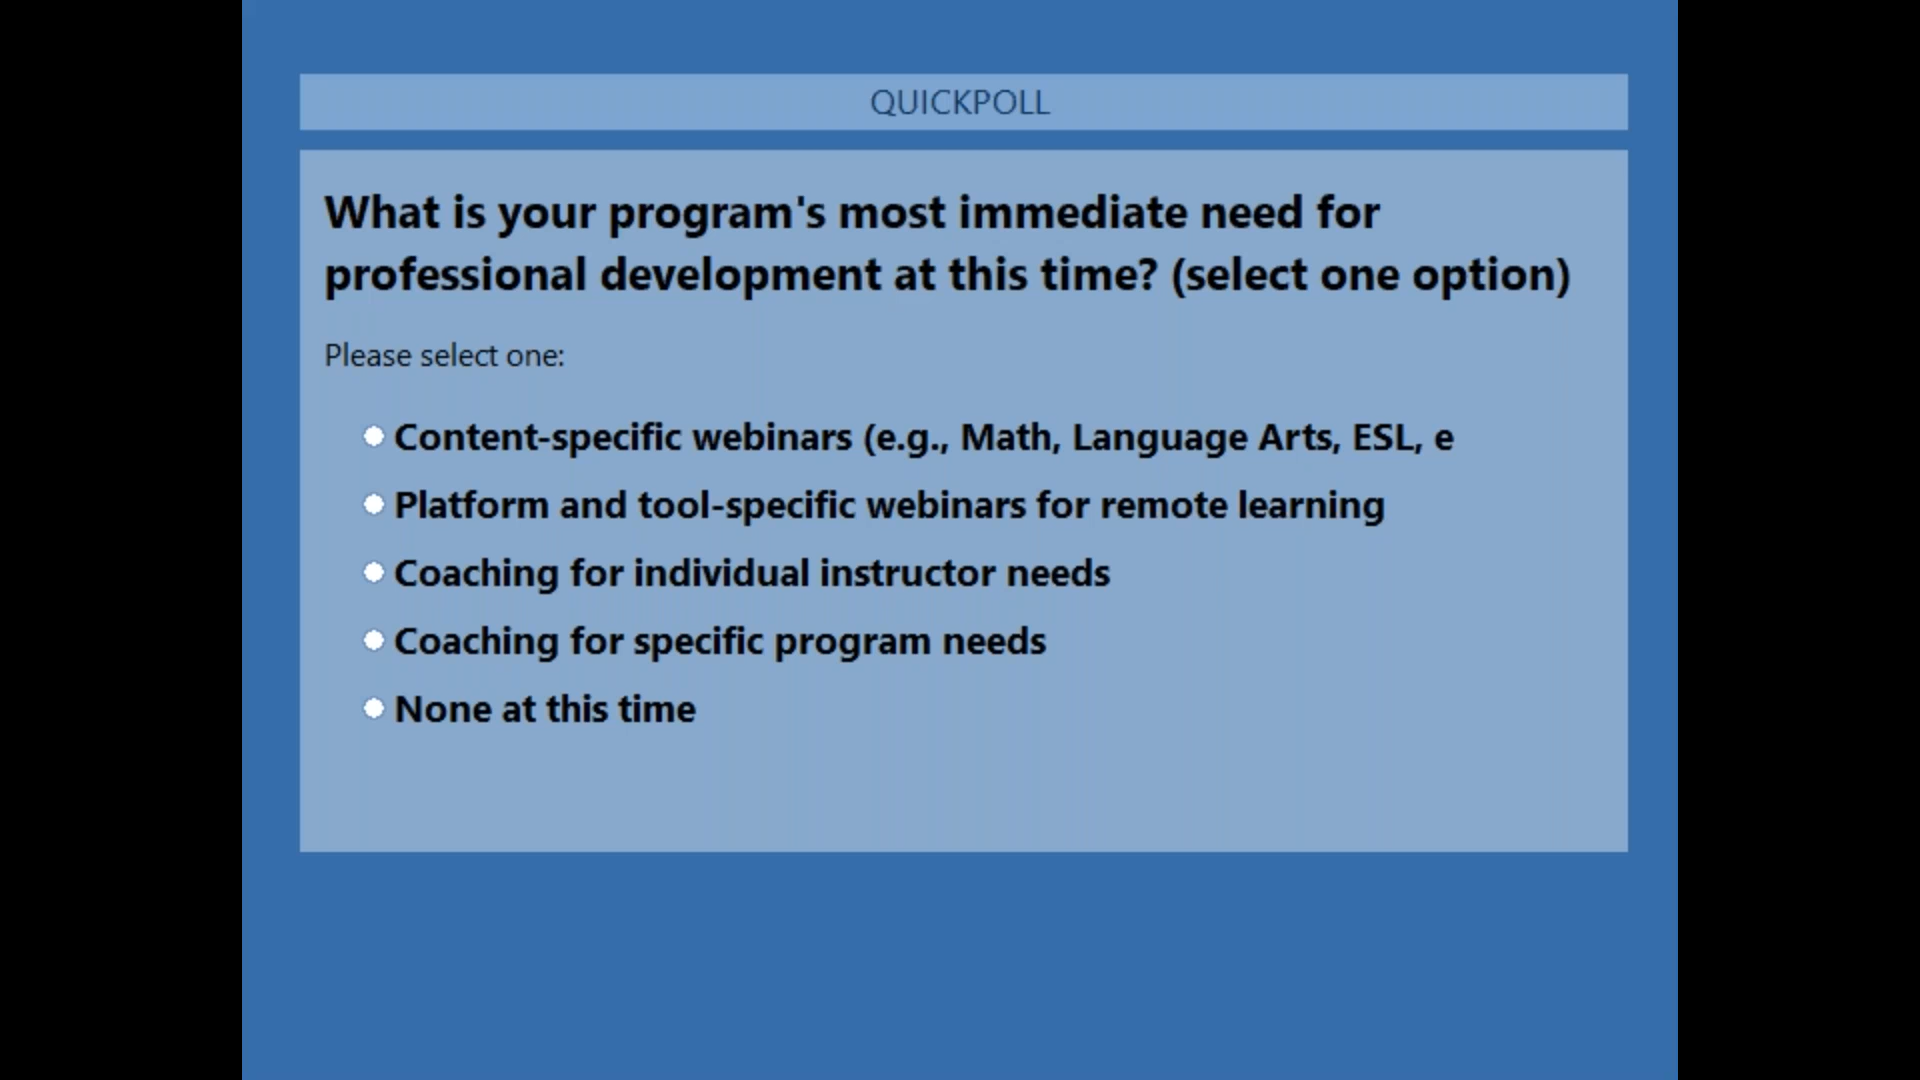 QUICKPOLL
What is your program's most immediate need for
professional development at this time? (select one option)
Please select one:
Content-specific webinars (e.g., Math, Language Arts, ESL, e
Platform and tool-specific webinars for remote learning
Coaching for individual instructor needs
Coaching for specific program needs
None at this time